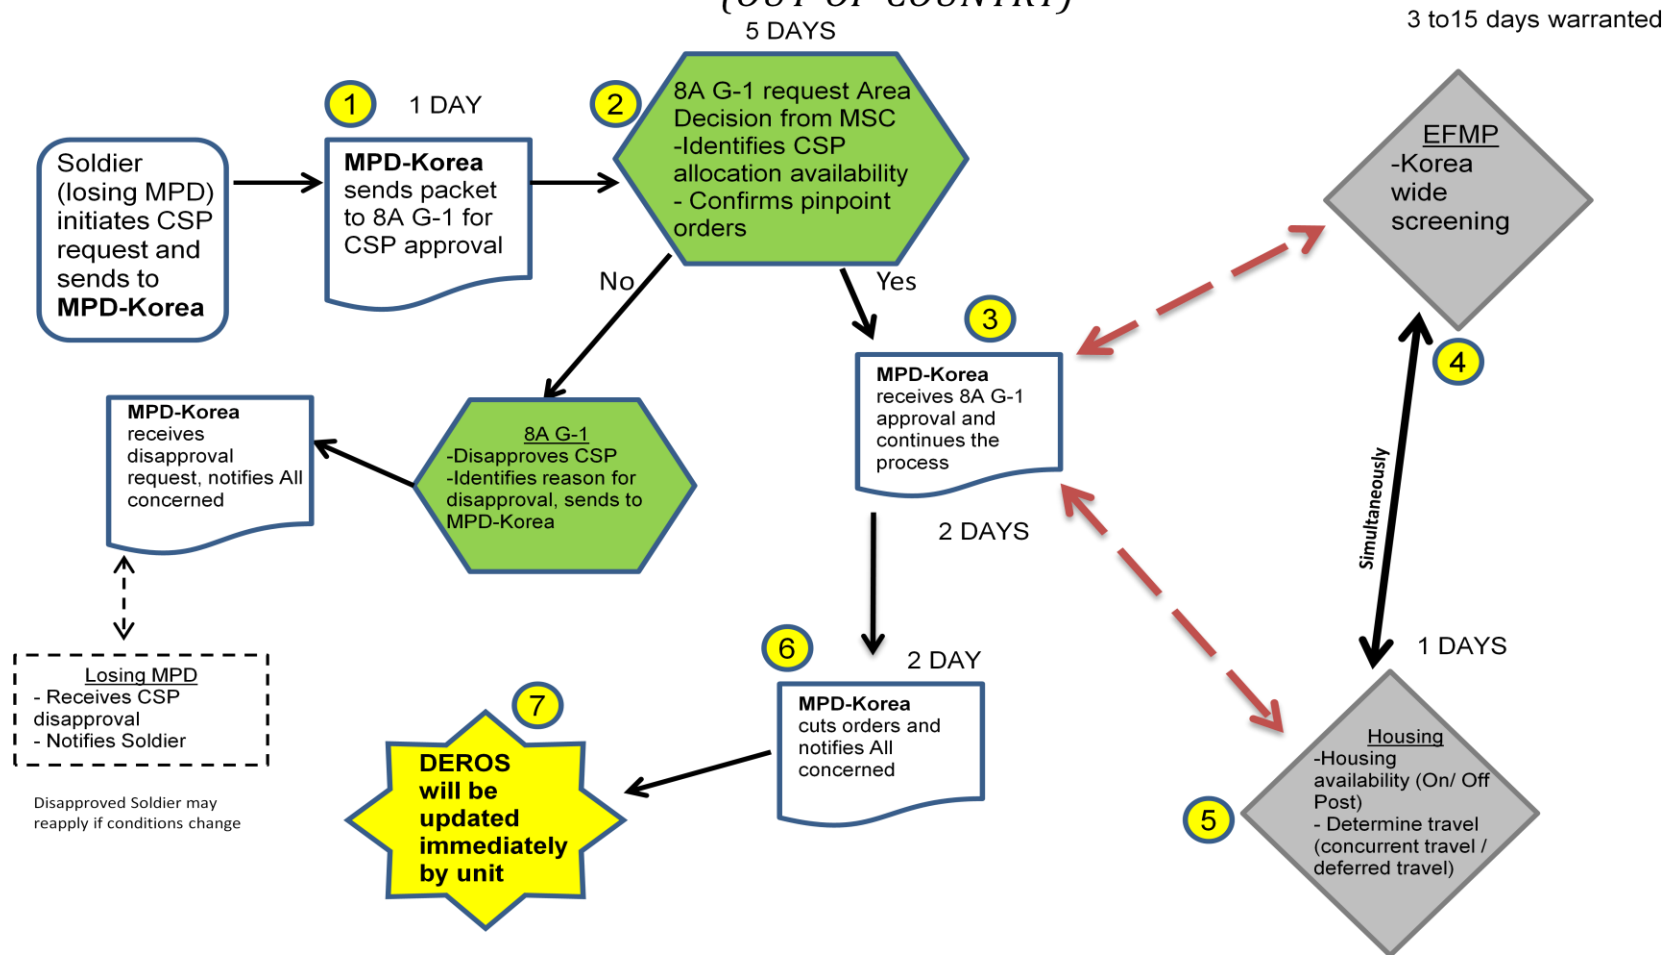 (OUT OF COUNTRY)
5 DAYS
3 to15 days warranted
1
1 DAY
2
Soldier
(losing MPD)
initiates CSP
request and
sends to
MPD-Korea
MPD-Korea
sends packet
to 8A G-1 for
CSP approval
8A G-1 request Area
Decision from MSC
-Identifies CSP
allocation availability
- Confirms pinpoint
orders
EFMP
-Korea
wide
screening
No
Yes
3
4
MPD-Korea
receives 8A G-1
approval and
continues the
process
2 DAYS
MPD-Korea
receives
disapproval
request, notifies All
concerned
8A G-1
-Disapproves CSP
-Identifies reason for
disapproval, sends to
MPD-Korea
Simultaneously
Losing MPD
- Receives CSP
disapproval
- Notifies Soldier
Disapproved Soldier may
reapply if conditions change
6
2 DAY
MPD-Korea
cuts orders and
notifies All
concerned
7
DEROS
will be
updated
immediately
by unit
1 DAYS
5
Housing
-Housing
availability (On/ Off
Post)
- Determine travel
(concurrent travel /
deferred travel)